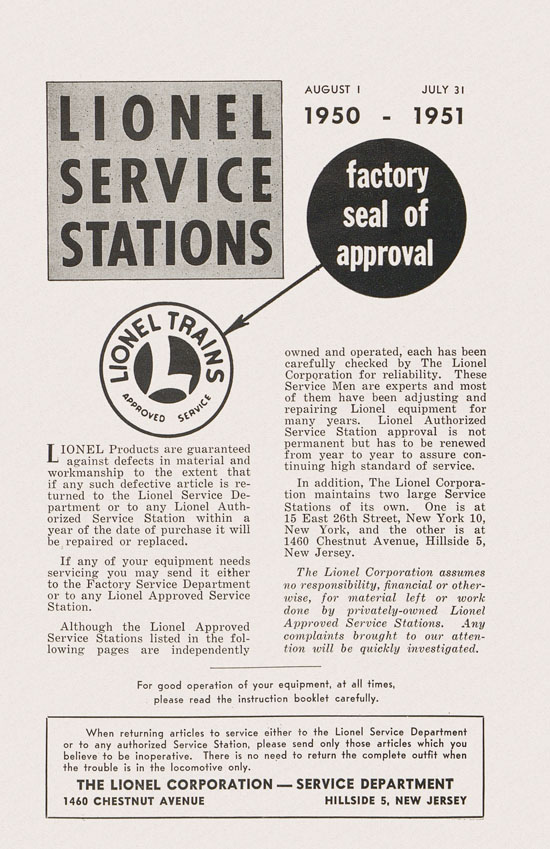 LIONEL
SERVICE
STATIONS
AUGUST 1 JULY 31
1950 - 1951
factory
seal of
approval
LIONEL TRAINS
L
APPROVED SERVICE
LIONEL Products are guaranteed
against defects in material and
workmanship to the extent that
if any such defective article is re-
turned to the Lionel Service De-
partment or to any Lionel Auth-
orized Service Station within a
year of the date of purchase it will
be repaired or replaced.
If any of your equipment needs
servicing you may send it either
to the Factory Service Department
or to any Lionel Approved Service
Station.
Although the Lionel Approved
Service Stations listed in the fol-
lowing pages are independently
owned and operated, each has been
carefully checked by The Lionel
Corporation for reliability. These
Service Men are experts and most
of them have been adjusting and
repairing Lionel equipment for
many years. Lionel Authorized
Service Station approval is not
permanent but has to be renewed
from year to year to assure con-
tinuing high standard of service.
In addition, The Lionel Corpora-
tion maintains two large Service
Stations of its own. One is at
15 East 26th Street, New York 10,
New York, and the other is at
1460 Chestnut Avenue, Hillside 5,
New Jersey.
The Lionel Corporation assumes
no responsibility, financial or other-
wise, for material left or work
done by privately-owned Lionel
Approved Service Stations. Any
complaints brought to our atten-
tion will be quickly investigated.
For good operation of your equipment, at all times,
please read the instruction booklet carefully.
When returning articles to service either to the Lionel Service Department
or to any authorized Service Station, please send only those articles which you
believe to be inoperative. There is no need to return the complete outfit when
the trouble is in the locomotive only.
THE LIONEL CORPORATION — SERVICE DEPARTMENT
1460 CHESTNUT AVENUE HILLSIDE 5, NEW JERSEY